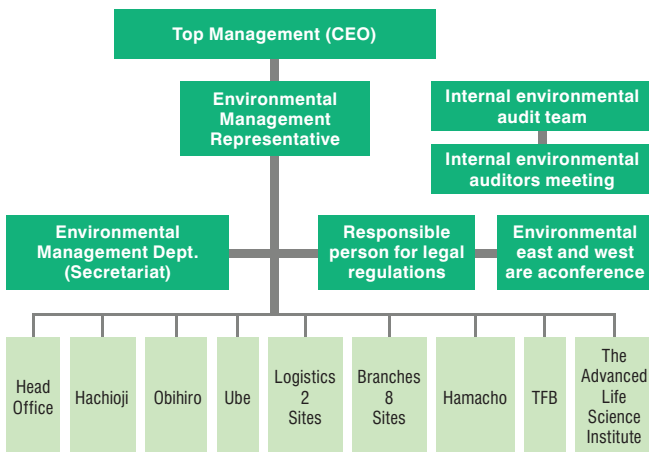 Top Management (CEO)
Environmental
Management
Representative
Internal environmental
audit team
Internal environmental
auditors meeting
Environmental
Management Dept.
(Secretariat)
Responsible
person for legal
regulations
Environmental
east and west
are aconference
Head
Office
Hachioji
Obihiro
Ube
Logistics
2
Sites
Branches
8
Sites
Hamacho
TFB
The
Advanced
Life
Science
Institute